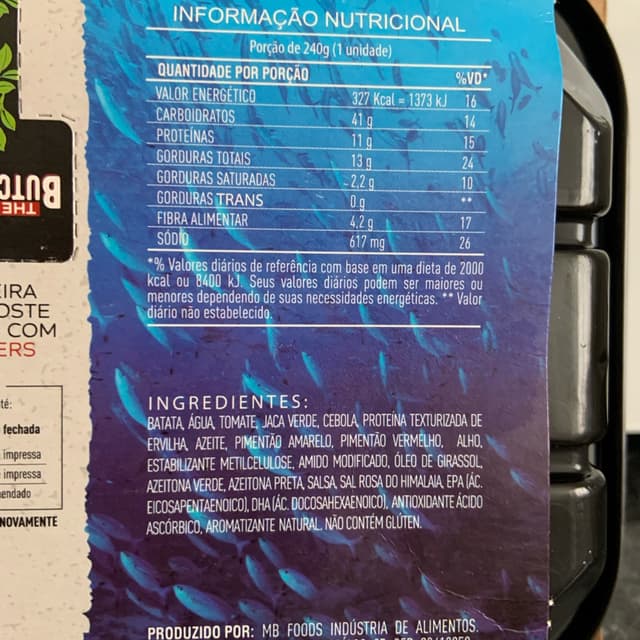 INFORMAÇÃO NUTRICIONAL
Porção de 240g (1 unidade)
QUANTIDADE POR PORÇÃO %VD*
VALOR ENERGÉTICO 327 Kcal = 1373 kJ 16
CARBOIDRATOS 41 g 14
PROTEÍNAS 11 g 15
GORDURAS TOTAIS 13 g 24
GORDURAS SATURADAS 2,2 g 10
GORDURAS TRANS 0 g **
FIBRA ALIMENTAR 4,2 g 17
SÓDIO 617 mg 26
*% Valores diários de referência com base em uma dieta de 2000
kcal ou 8400 kJ. Seus valores diários podem ser maiores ou
menores dependendo de suas necessidades energéticas. ** Valor
diário não estabelecido.
INGREDIENTES:
BATATA, ÁGUA, TOMATE, JACA VERDE, CEBOLA, PROTEÍNA TEXTURIZADA DE
ERVILHA, AZEITE, PIMENTÃO AMARELO, PIMENTÃO VERMELHO, ALHO,
ESTABILIZANTE METILCELULOSE, AMIDO MODIFICADO, ÓLEO DE GIRASSOL,
AZEITONA VERDE, AZEITONA PRETA, SALSA, SAL ROSA DO HIMALAIA, EPA (ÁC.
EICOSAPENTAENOICO), DHA (ÁC. DOCOSAHEXAENOICO), ANTIOXIDANTE ÁCIDO
ASCÓRBICO, AROMATIZANTE NATURAL. NÃO CONTÉM GLÚTEN.
PRODUZIDO POR: MB FOODS INDÚSTRIA DE ALIMENTOS.
THE
BUTC
EIRA
OSTE
COM
ERS
té:
fechada
impressa
impressa
endado
NOVAMENTE